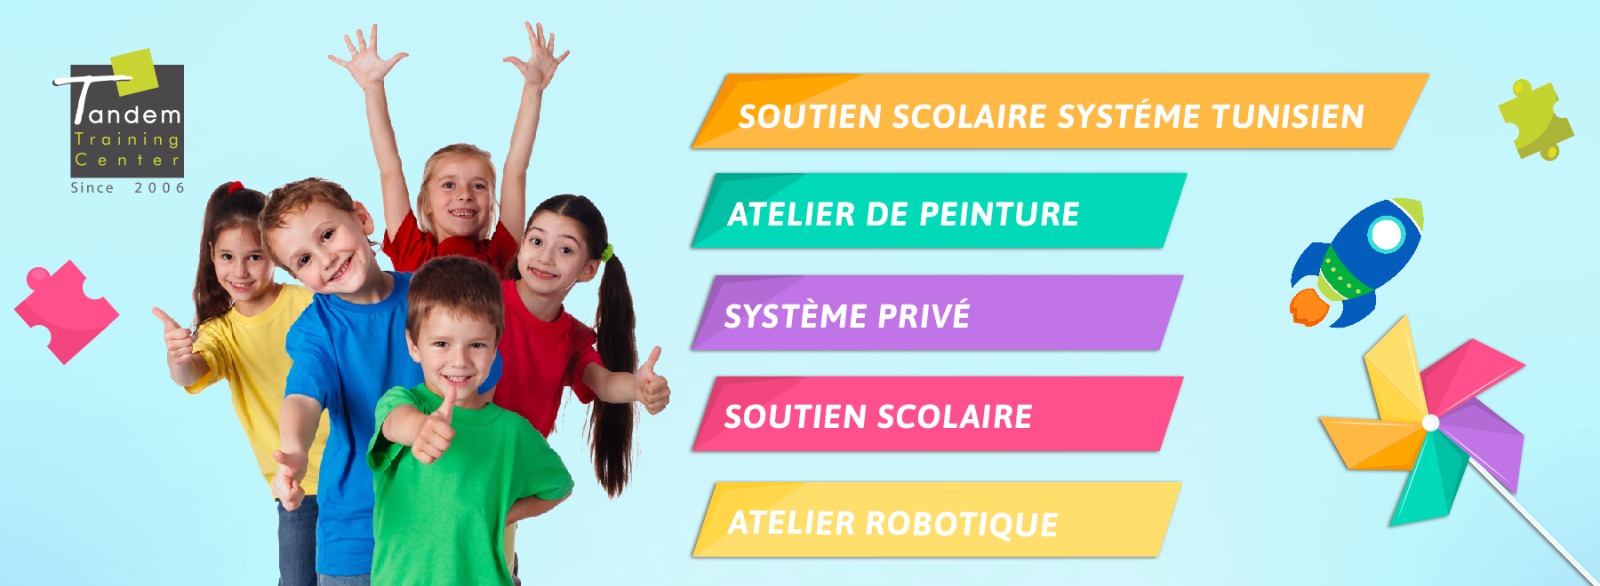 Tandem
Training
Center
Since 2006
SOUTIEN SCOLAIRE SYSTÉME TUNISIEN
ATELIER DE PEINTURE
SYSTÈME PRIVÉ
SOUTIEN SCOLAIRE
ATELIER ROBOTIQUE